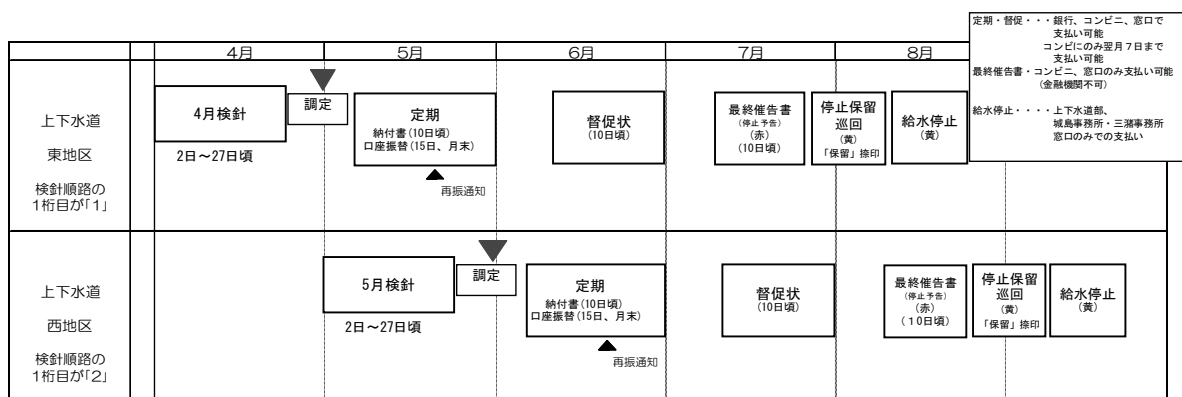 定期・督促・・・銀行、コンビニ、窓口で
支払い可能
コンビにのみ翌月７日まで
支払い可能
最終催告書・コンビニ、窓口のみ支払い可能
(金融機関不可)
給水停止・・・・上下水道部、
城島事務所・三潴事務所
窓口のみでの支払い
4月
5月
6月
7月
8月
上下水道
東地区
検針順路の
1桁目が「1」
4月検針
2日～27日頃
調定
定期
納付書(10日頃)
口座振替(15日、月末)
再振通知
督促状
(10日頃)
最終催告書
(停止予告)
(赤)
(10日頃)
停止保留
巡回
(黄)
「保留」捺印
給水停止
(黄)
上下水道
西地区
検針順路の
1桁目が「2」
5月検針
2日～27日頃
調定
定期
納付書(10日頃)
口座振替(15日、月末)
再振通知
督促状
(10日頃)
最終催告書
(停止予告)
(赤)
(１０日頃)
停止保留
巡回
(黄)
「保留」捺印
給水停止
(黄)